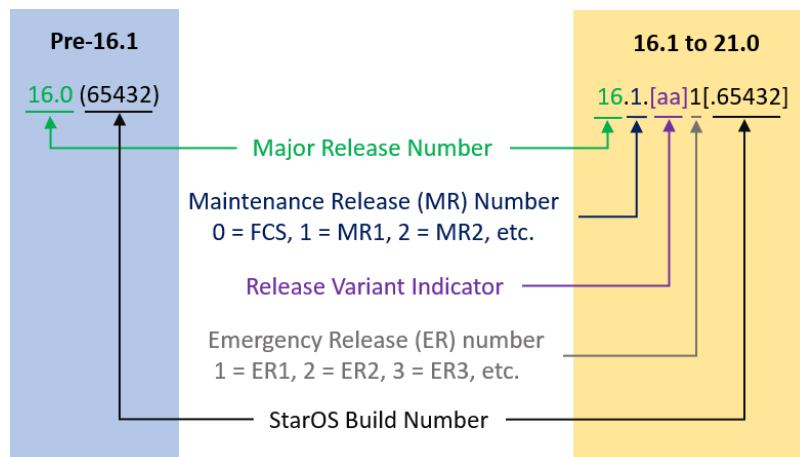 Pre-16.1
16.1 to 21.0
16.0 (65432)
16.1.[aa]1[.65432]
Major Release Number
Maintenance Release (MR) Number
0 = FCS, 1 = MR1, 2 = MR2, etc.
Release Variant Indicator
Emergency Release (ER) number
1 = ER1, 2 = ER2, 3 = ER3, etc.
StarOS Build Number